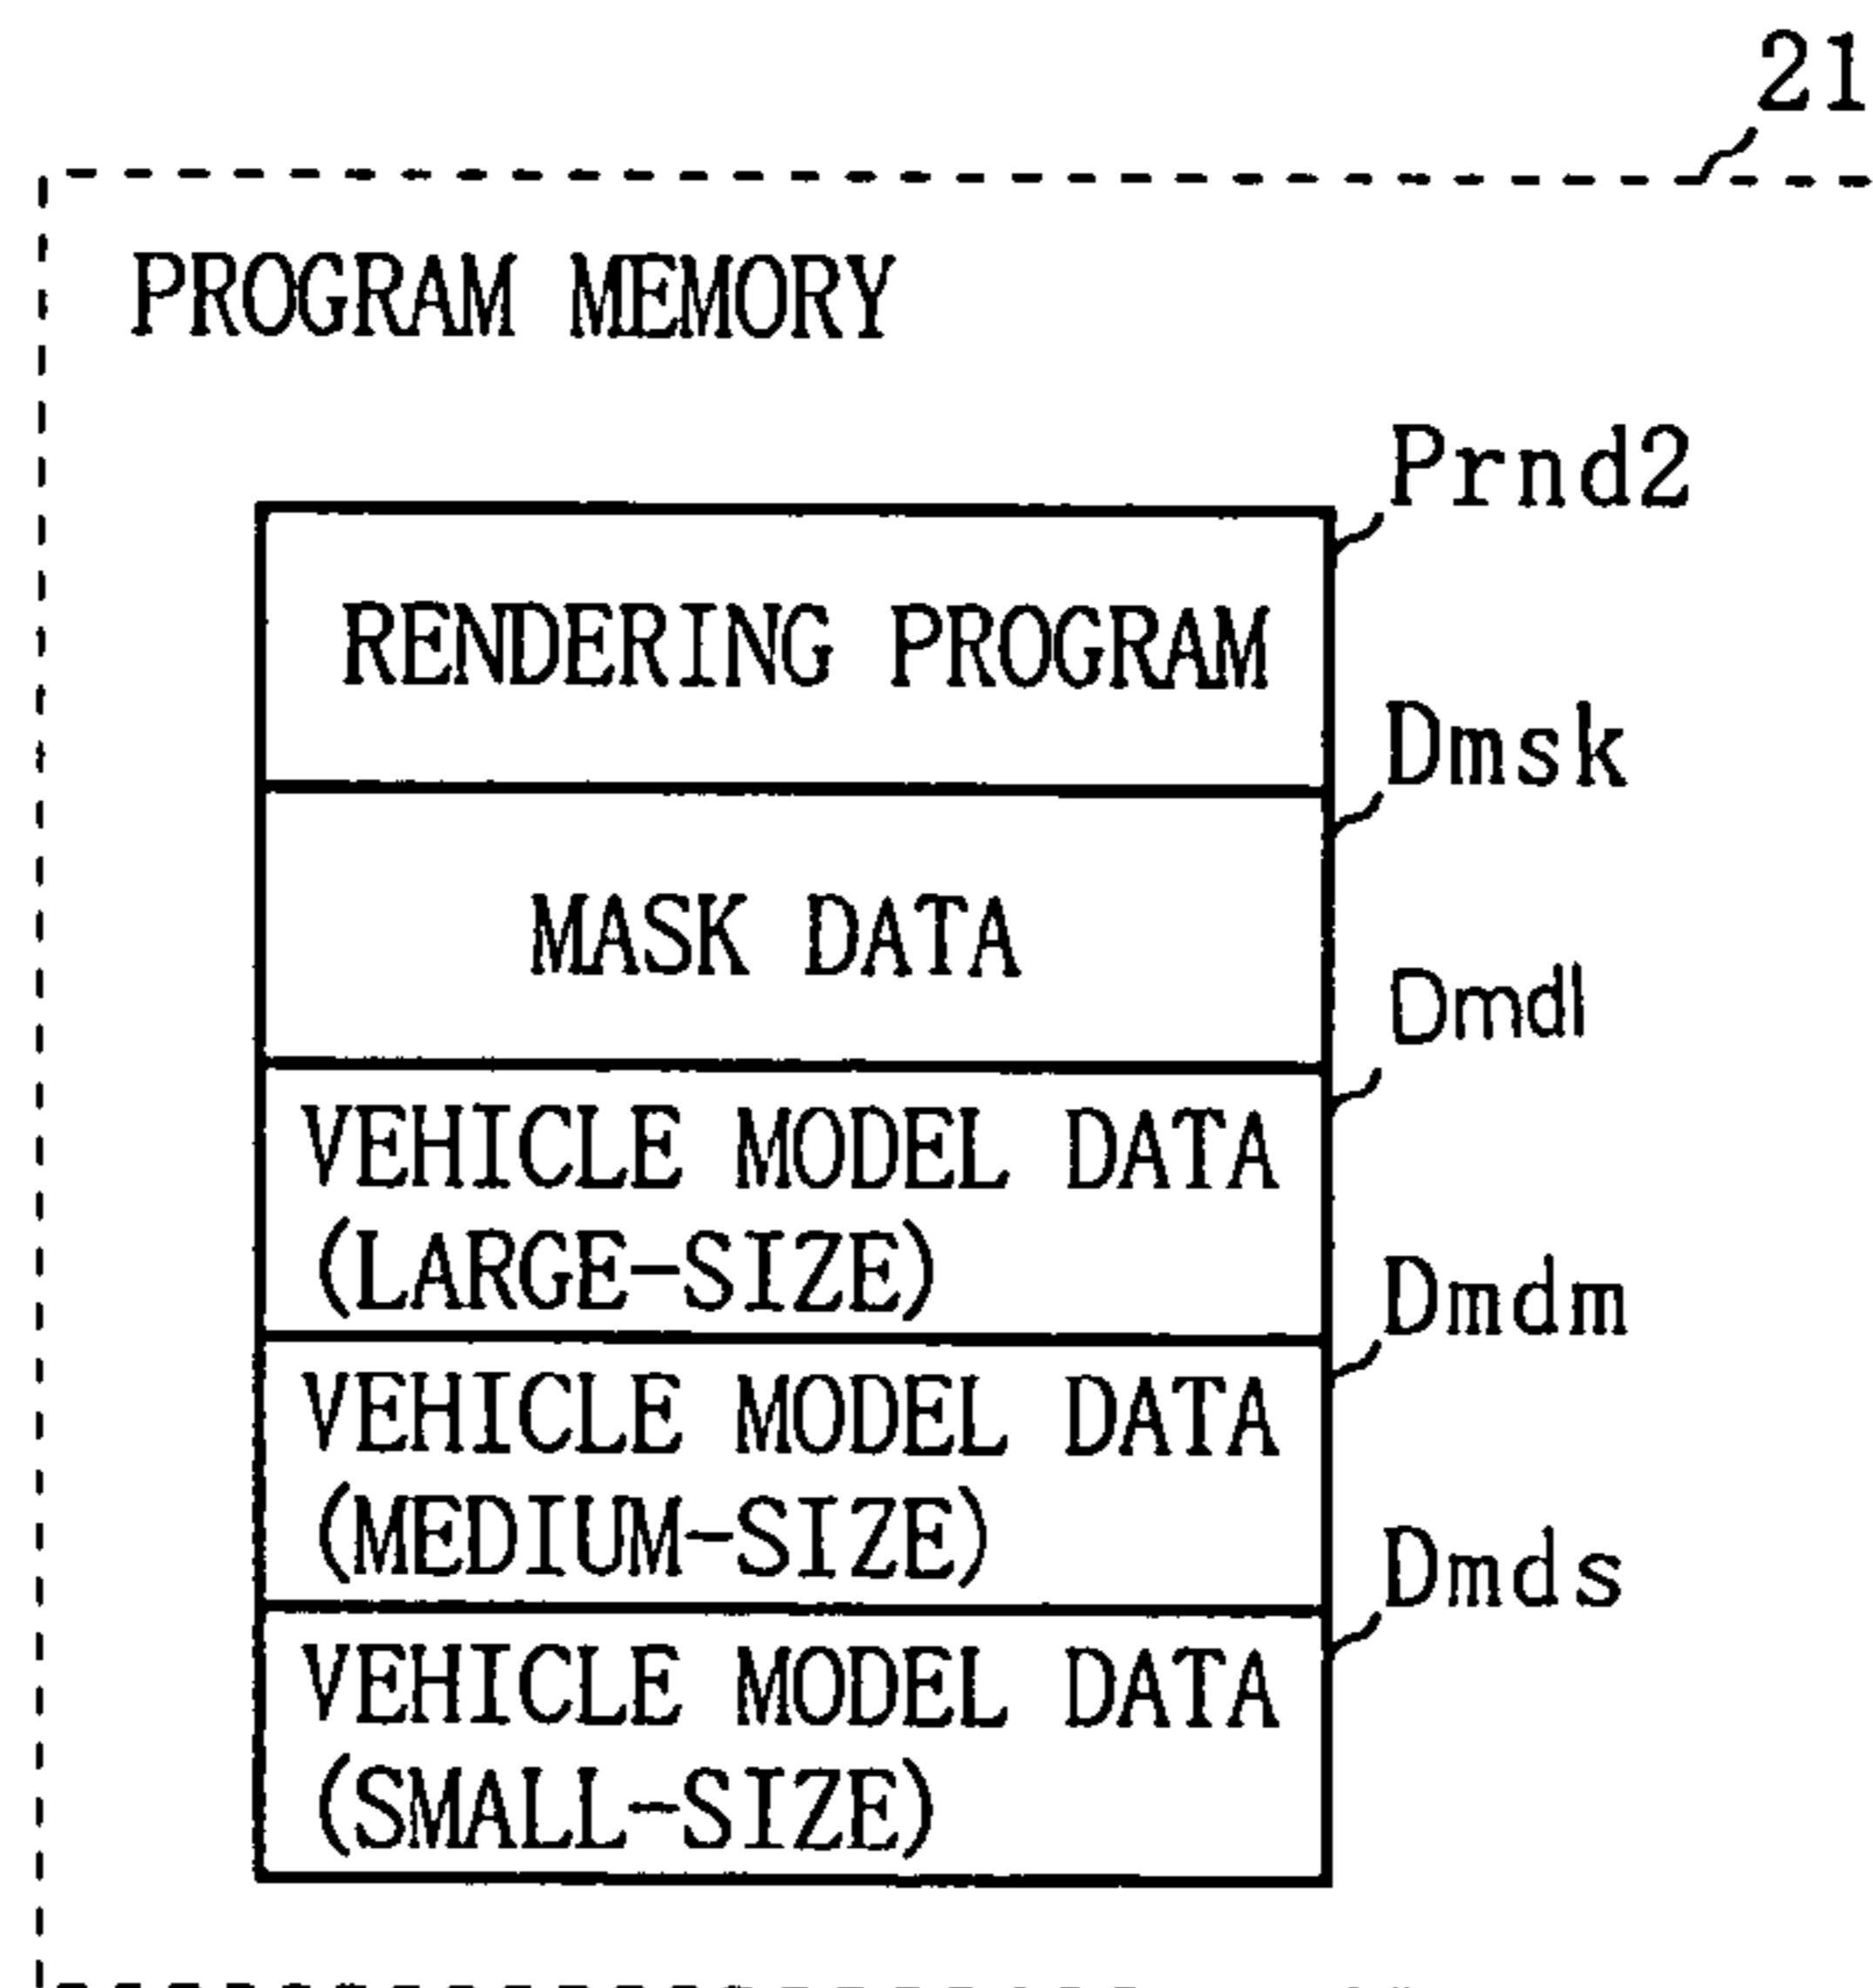 21
PROGRAM MEMORY
Prnd2
RENDERING PROGRAM
Dmsk
MASK DATA
Dmdl
VEHICLE MODEL DATA
(LARGE-SIZE)
Dmdm
VEHICLE MODEL DATA
(MEDIUM-SIZE)
Dmds
VEHICLE MODEL DATA
(SMALL-SIZE)